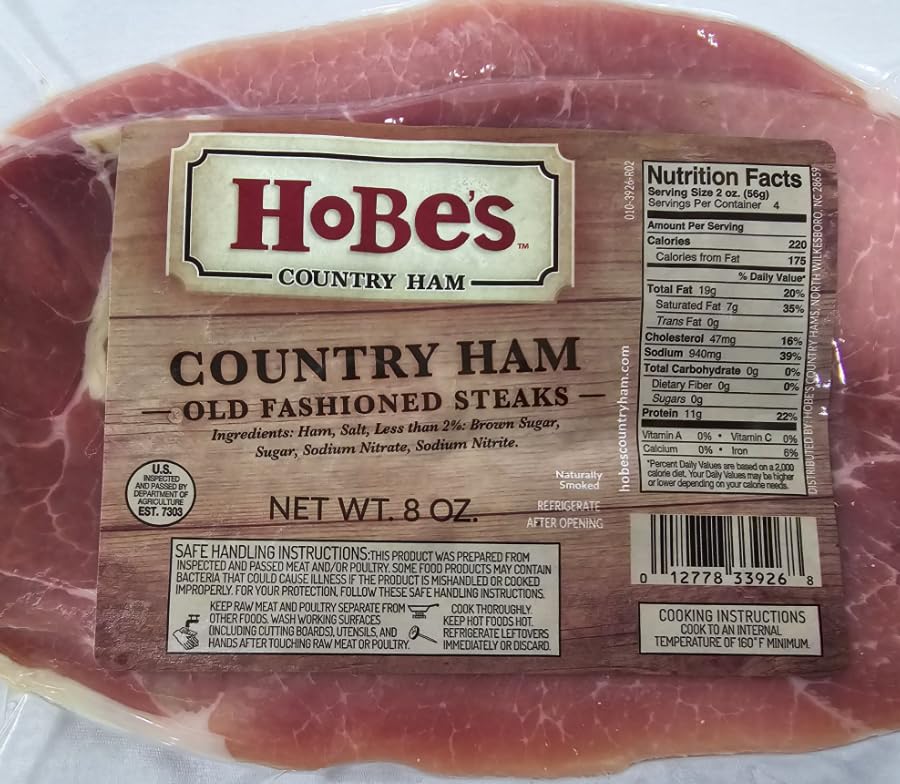 HoBe's™
COUNTRY HAM
COUNTRY HAM
OLD FASHIONED STEAKS
Ingredients: Ham, Salt, Less than 2%: Brown Sugar,
Sugar, Sodium Nitrate, Sodium Nitrite.
U.S.
INSPECTED
AND PASSED BY
DEPARTMENT OF
AGRICULTURE
EST. 7303
NET WT. 8 OZ.
Naturally
Smoked
REFRIGERATE
AFTER OPENING
SAFE HANDLING INSTRUCTIONS:THIS PRODUCT WAS PREPARED FROM
INSPECTED AND PASSED MEAT AND/OR POULTRY. SOME FOOD PRODUCTS MAY CONTAIN
BACTERIA THAT COULD CAUSE ILLNESS IF THE PRODUCT IS MISHANDLED OR COOKED
IMPROPERLY. FOR YOUR PROTECTION, FOLLOW THESE SAFE HANDLING INSTRUCTIONS.
KEEP RAW MEAT AND POULTRY SEPARATE FROM
OTHER FOODS. WASH WORKING SURFACES
(INCLUDING CUTTING BOARDS), UTENSILS, AND
HANDS AFTER TOUCHING RAW MEAT OR POULTRY.
COOK THOROUGHLY.
KEEP HOT FOODS HOT.
REFRIGERATE LEFTOVERS
IMMEDIATELY OR DISCARD.
010-3926-R02
hobescountryham.com
Nutrition Facts
Serving Size 2 oz. (56g)
Servings Per Container 4
Amount Per Serving
Calories 220
Calories from Fat 175
% Daily Value*
Total Fat 19g 20%
Saturated Fat 7g 35%
Trans Fat 0g
Cholesterol 47mg 16%
Sodium 940mg 39%
Total Carbohydrate 0g 0%
Dietary Fiber 0g 0%
Sugars 0g
Protein 11g 22%
Vitamin A 0% • Vitamin C 0%
Calcium 0% • Iron 6%
*Percent Daily Values are based on a 2,000
calorie diet. Your Daily Values may be higher
or lower depending on your calorie needs.
DISTRIBUTED BY: HOBE'S COUNTRY HAMS, NORTH WILKESBORO, NC 28659
0 12778 33926 8
COOKING INSTRUCTIONS
COOK TO AN INTERNAL
TEMPERATURE OF 160° F MINIMUM.